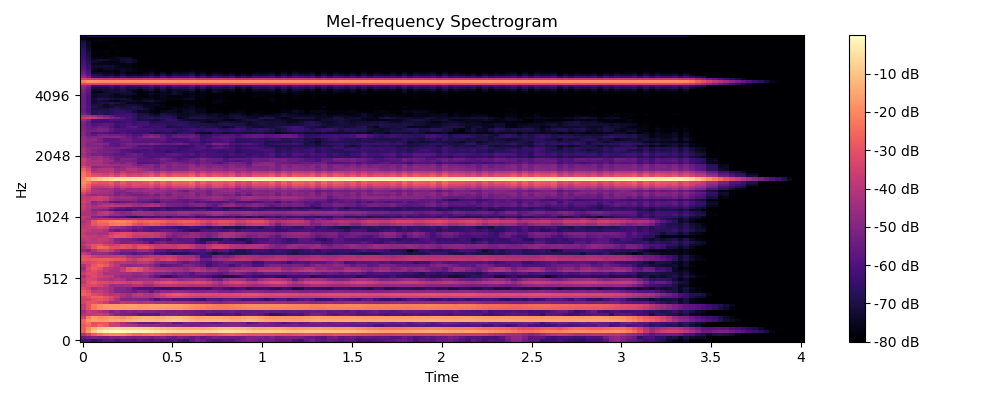 Mel-frequency Spectrogram
Hz
4096
2048
1024
512
0
0 0.5 1 1.5 2 2.5 3 3.5 4
Time
-10 dB
-20 dB
-30 dB
-40 dB
-50 dB
-60 dB
-70 dB
-80 dB